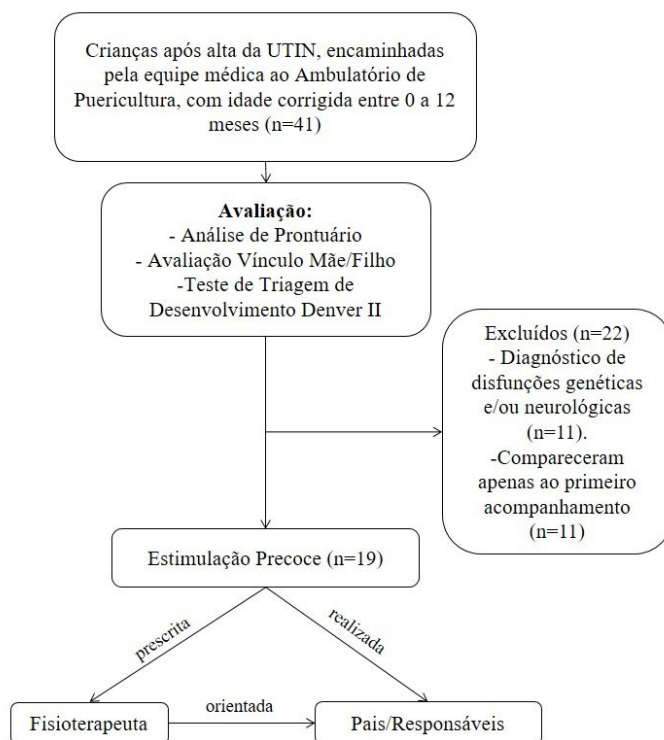 Crianças após alta da UTIN, encaminhadas
pela equipe médica ao Ambulatório de
Puericultura, com idade corrigida entre 0 a 12
meses (n=41)
Avaliação:
- Análise de Prontuário
- Avaliação Vínculo Mãe/Filho
-Teste de Triagem de
Desenvolvimento Denver II
Excluídos (n=22)
- Diagnóstico de
disfunções genéticas
e/ou neurológicas
(n=11).
-Compareceram
apenas ao primeiro
acompanhamento
(n=11)
Estimulação Precoce (n=19)
prescrita
realizada
Fisioterapeuta
orientada
Pais/Responsáveis